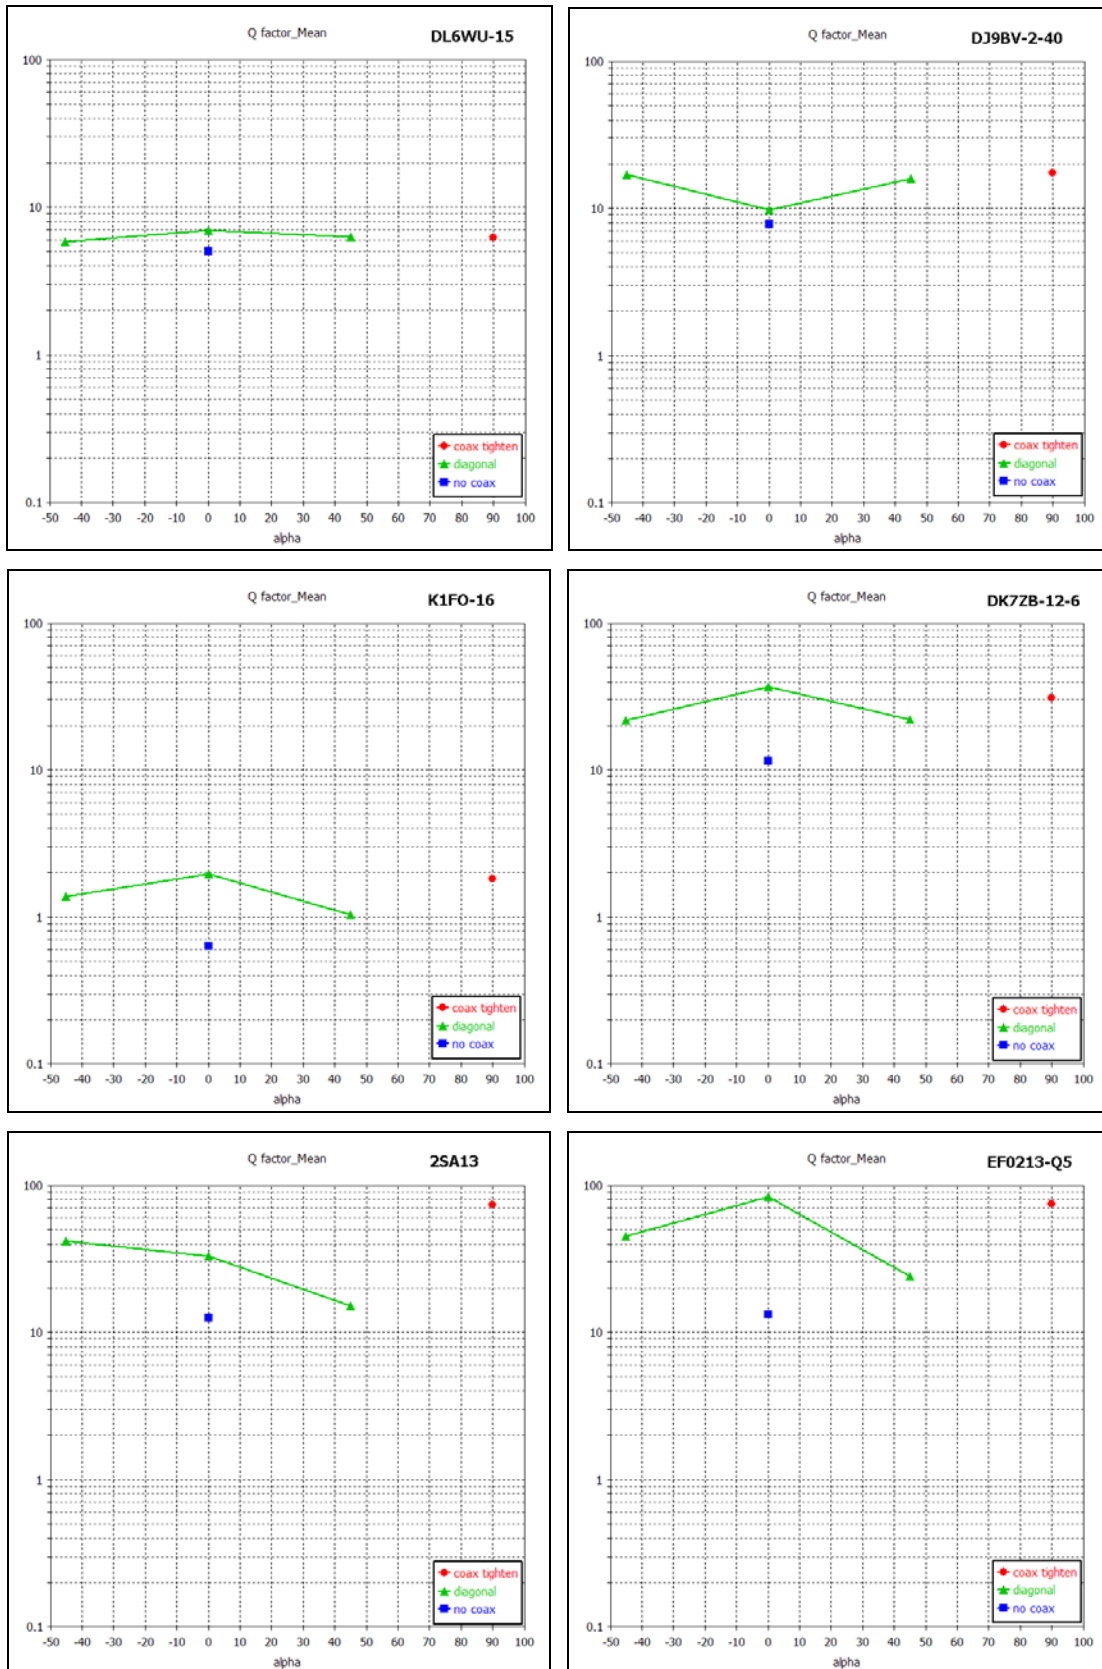 Q factor_Mean DL6WU-15
100
10
1
0.1
-50 -40 -30 -20 -10 0 10 20 30 40 50 60 70 80 90 100
alpha
coax tighten
diagonal
no coax
Q factor_Mean DJ9BV-2-40
100
10
1
0.1
-50 -40 -30 -20 -10 0 10 20 30 40 50 60 70 80 90 100
alpha
coax tighten
diagonal
no coax
Q factor_Mean K1FO-16
100
10
1
0.1
-50 -40 -30 -20 -10 0 10 20 30 40 50 60 70 80 90 100
alpha
coax tighten
diagonal
no coax
Q factor_Mean DK7ZB-12-6
100
10
1
0.1
-50 -40 -30 -20 -10 0 10 20 30 40 50 60 70 80 90 100
alpha
coax tighten
diagonal
no coax
Q factor_Mean 2SA13
100
10
1
0.1
-50 -40 -30 -20 -10 0 10 20 30 40 50 60 70 80 90 100
alpha
coax tighten
diagonal
no coax
Q factor_Mean EF0213-Q5
100
10
1
0.1
-50 -40 -30 -20 -10 0 10 20 30 40 50 60 70 80 90 100
alpha
coax tighten
diagonal
no coax